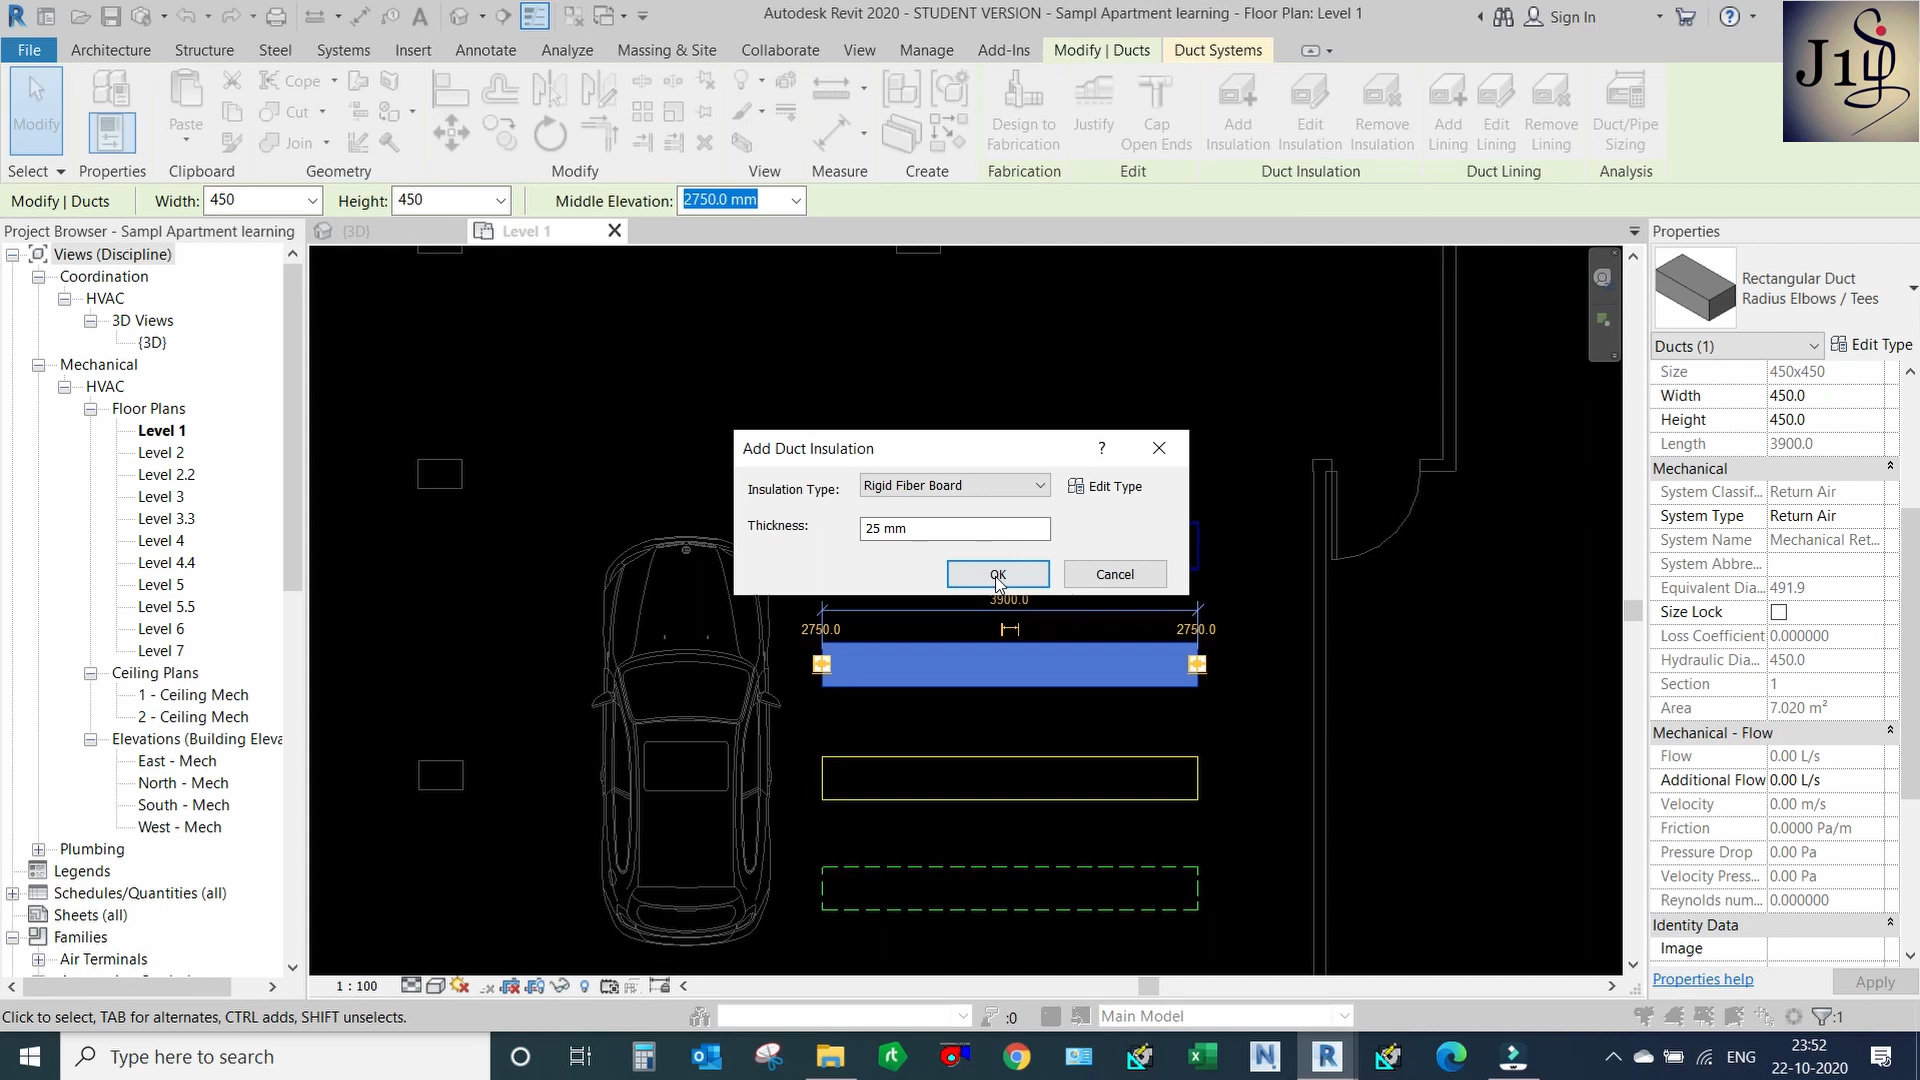 Autodesk Revit 2020 - STUDENT VERSION - Sampl Apartment learning - Floor Plan: Level 1
Sign In
File Architecture Structure Steel Systems Insert Annotate Analyze Massing & Site Collaborate View Manage Add-Ins Modify | Ducts Duct Systems
Modify
Paste
Cope
Cut
Join
Design to Fabrication
Justify
Cap Open Ends
Add Insulation
Edit Insulation
Remove Insulation
Add Lining
Edit Lining
Remove Lining
Duct/Pipe Sizing
Select Properties Clipboard Geometry Modify View Measure Create Fabrication Edit Duct Insulation Duct Lining Analysis
Modify | Ducts Width: 450 Height: 450 Middle Elevation: 2750.0 mm
Project Browser - Sampl Apartment learning
{3D}
Level 1
Views (Discipline)
Coordination
HVAC
3D Views
{3D}
Mechanical
HVAC
Floor Plans
Level 1
Level 2
Level 2.2
Level 3
Level 3.3
Level 4
Level 4.4
Level 5
Level 5.5
Level 6
Level 7
Ceiling Plans
1 - Ceiling Mech
2 - Ceiling Mech
Elevations (Building Eleva
East - Mech
North - Mech
South - Mech
West - Mech
Plumbing
Legends
Schedules/Quantities (all)
Sheets (all)
Families
Air Terminals
Add Duct Insulation ?
Insulation Type: Rigid Fiber Board Edit Type
Thickness: 25 mm
OK Cancel
3900.0
2750.0 2750.0
Properties
Rectangular Duct
Radius Elbows / Tees
Ducts (1) Edit Type
Size 450x450
Width 450.0
Height 450.0
Length 3900.0
Mechanical
System Classif... Return Air
System Type Return Air
System Name Mechanical Ret...
System Abbre...
Equivalent Dia... 491.9
Size Lock
Loss Coefficient 0.000000
Hydraulic Dia... 450.0
Section 1
Area 7.020 m²
Mechanical - Flow
Flow 0.00 L/s
Additional Flow 0.00 L/s
Velocity 0.00 m/s
Friction 0.0000 Pa/m
Pressure Drop 0.00 Pa
Velocity Press... 0.00 Pa
Reynolds num... 0.000000
Identity Data
Image
Properties help Apply
1 : 100
Click to select, TAB for alternates, CTRL adds, SHIFT unselects.
:0
Main Model
:1
Type here to search
ENG
23:52
22-10-2020